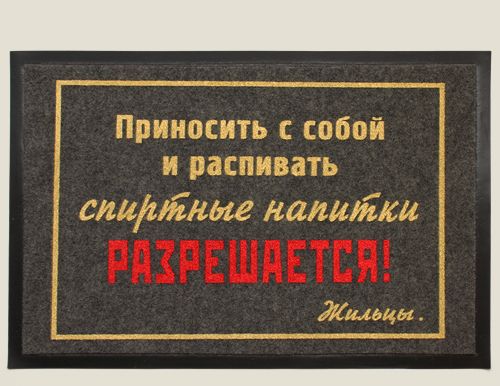 Приносить с собой
и распивать
спиртные напитки
РАЗРЕШАЕТСЯ!
Жильцы.